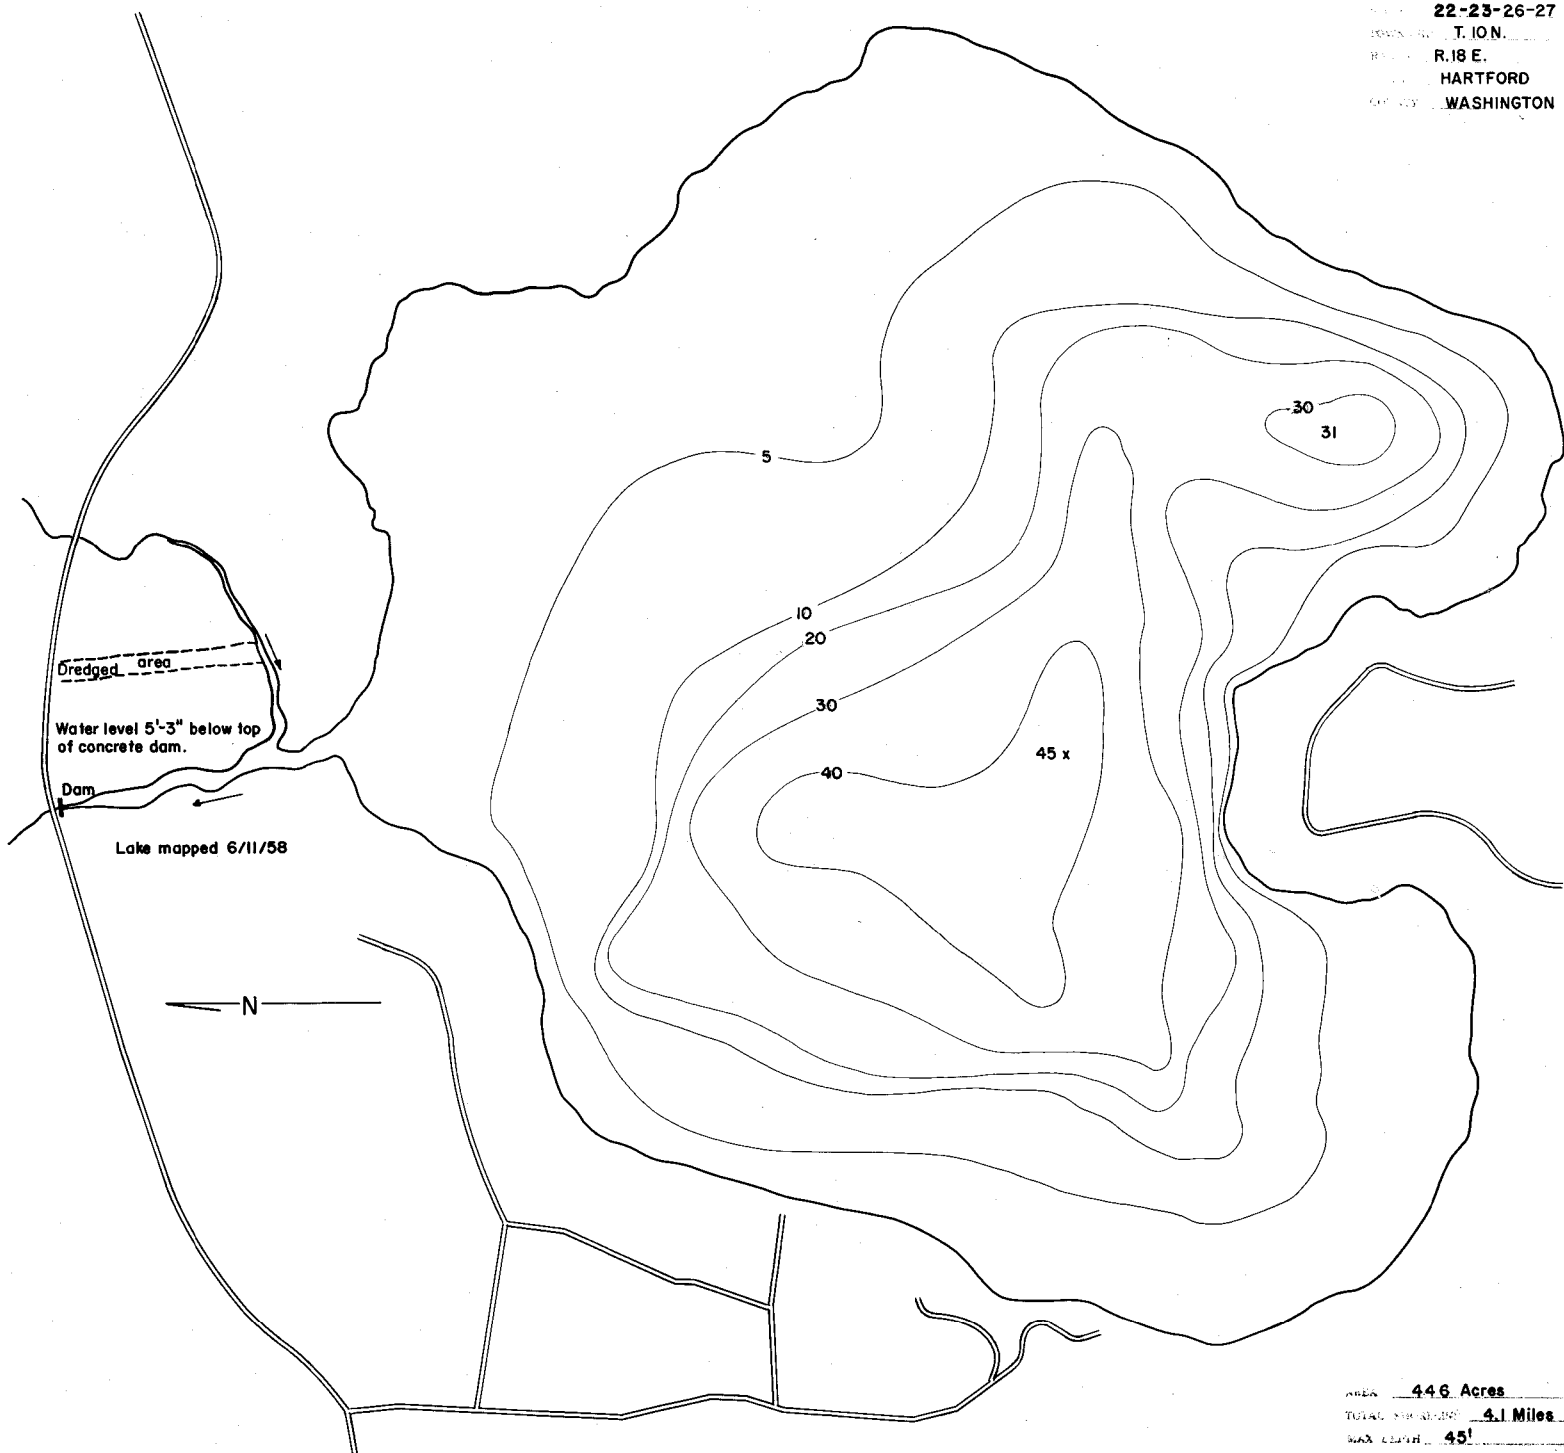 22-23-26-27
T. 10 N.
R. 18 E.
HARTFORD
WASHINGTON
30
31
5
10
20
30
40
45 x
Dredged area
Water level 5'-3" below top
of concrete dam.
Dam
Lake mapped 6/11/58
N
446 Acres
TOTAL 4.1 Miles
MAX 45'